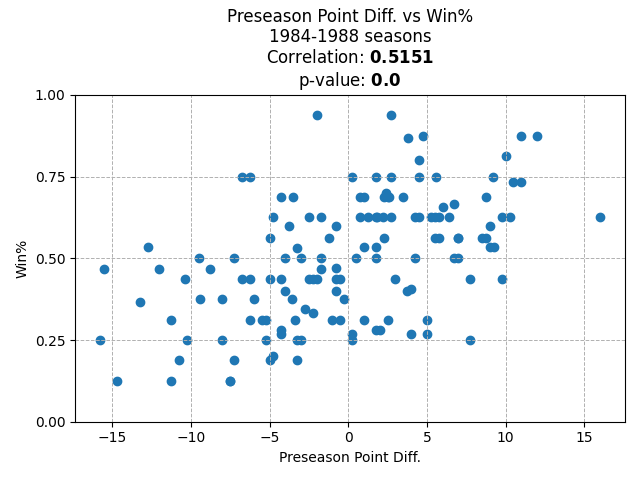 Preseason Point Diff. vs Win%
1984-1988 seasons
Correlation: 0.5151
p-value: 0.0
1.00
0.75
0.50
0.25
0.00
Win%
−15
−10
−5
0
5
10
15
Preseason Point Diff.